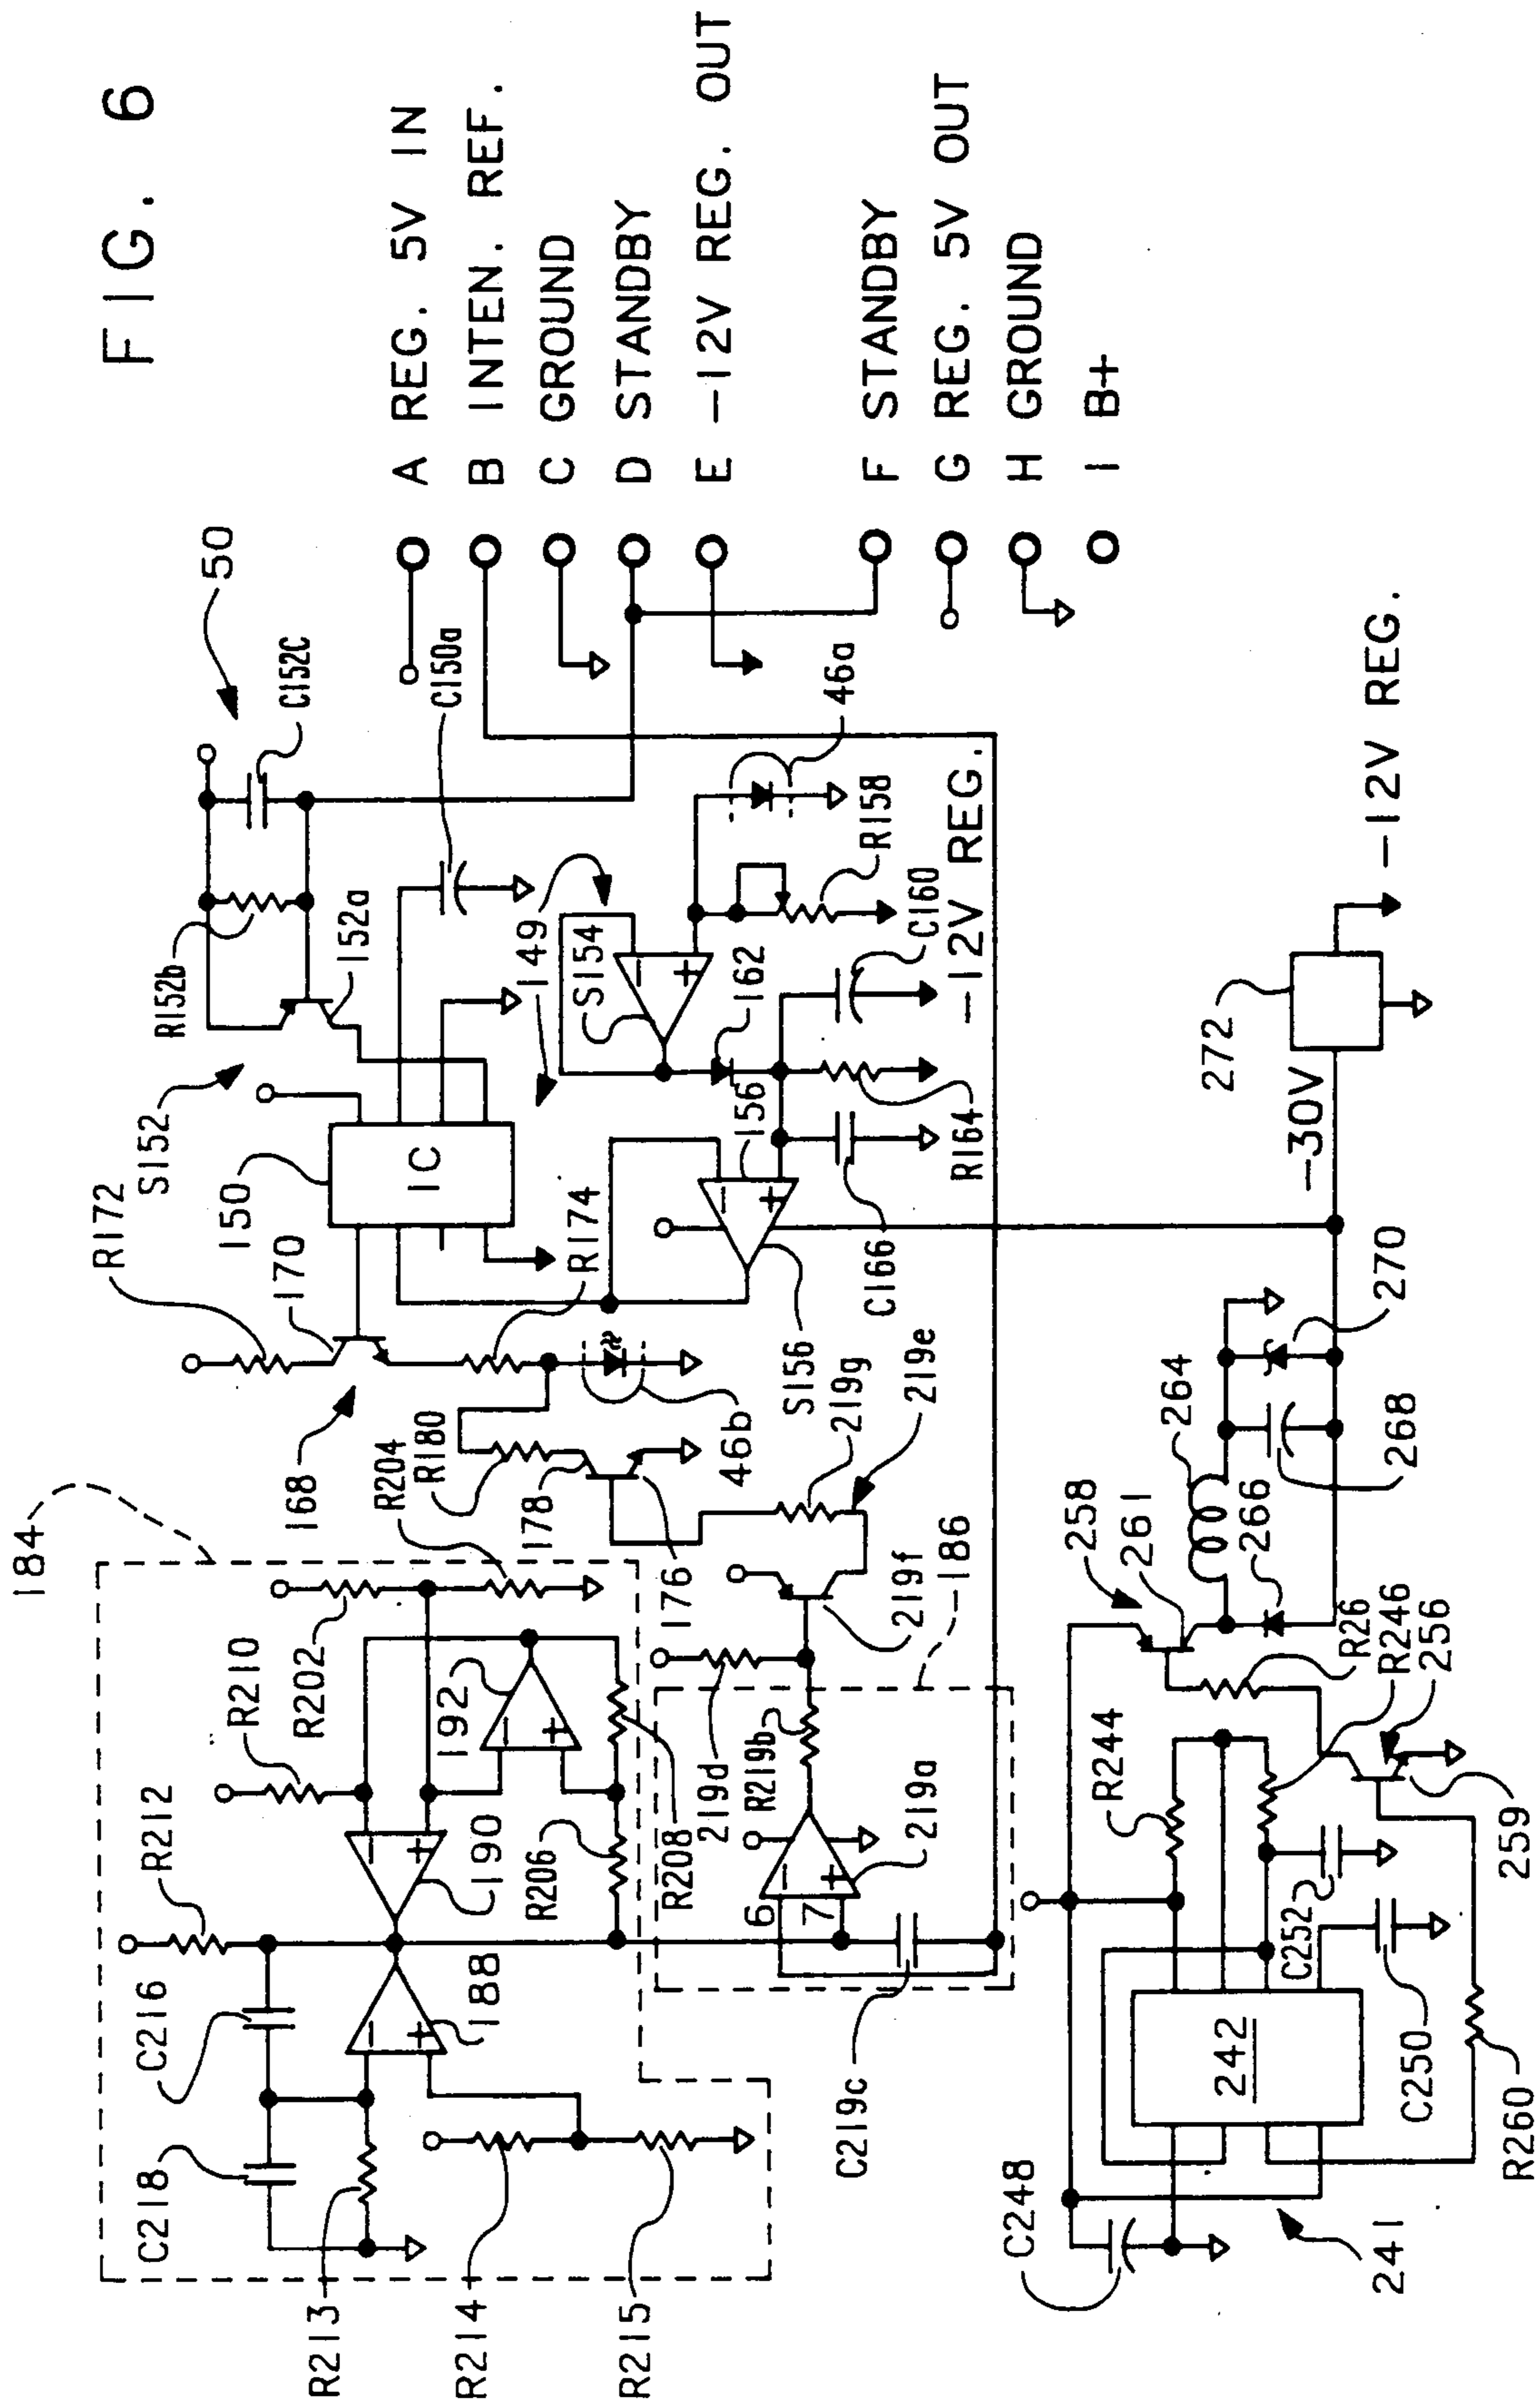 FIG. 6
A REG. 5V IN
B INTEN. REF.
C GROUND
D STANDBY
E -12V REG. OUT
F STANDBY
G REG. 5V OUT
H GROUND
I B+
50
C152C
C150a
R152b
152a
S152
150
IC
149
S154
162
156
46a
R158
C160
-12V REG.
R164
C166
S156
R172
170
R174
168
46b
R180
178
176
R204
184
219g
219e
219f
186
R202
R210
192
R212
190
R206
R208
188
C216
C218
R213
R214
R215
219d
R219b
219a
6
7
C219c
258
261
264
266
268
270
-30V
272
-12V REG.
R26
R246
256
259
R244
C252
C250
242
R260
C248
241